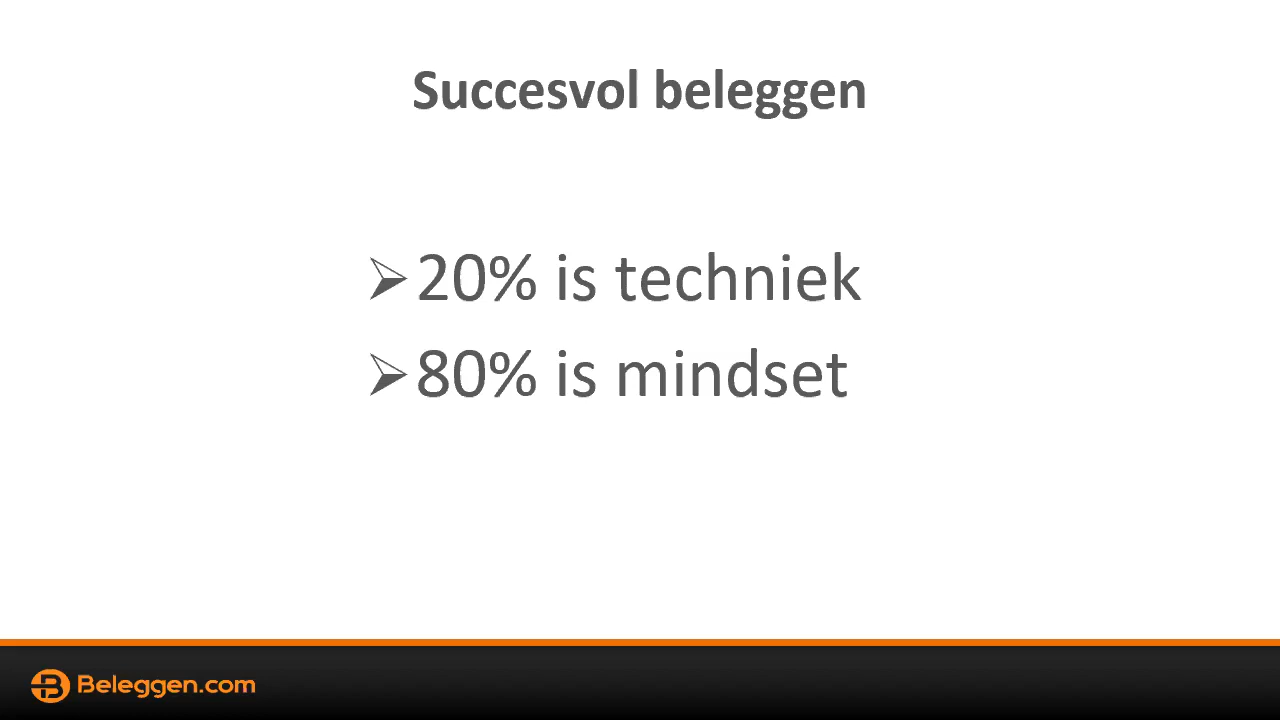 Succesvol beleggen
➢20% is techniek
➢80% is mindset
Beleggen.com